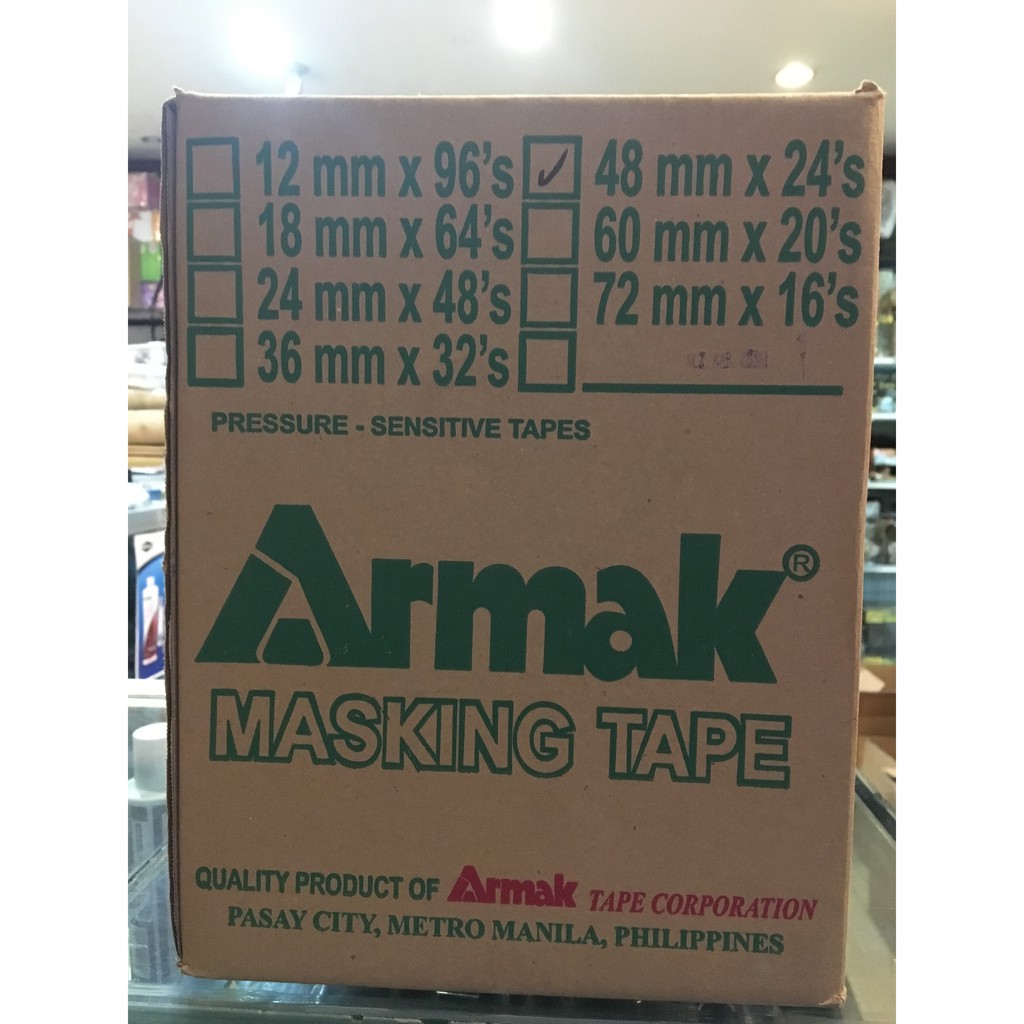 12 mm x 96's
48 mm x 24's
18 mm x 64's
60 mm x 20's
24 mm x 48's
72 mm x 16's
36 mm x 32's
PRESSURE - SENSITIVE TAPES
Armak®
MASKING TAPE
QUALITY PRODUCT OF Armak TAPE CORPORATION
PASAY CITY, METRO MANILA, PHILIPPINES